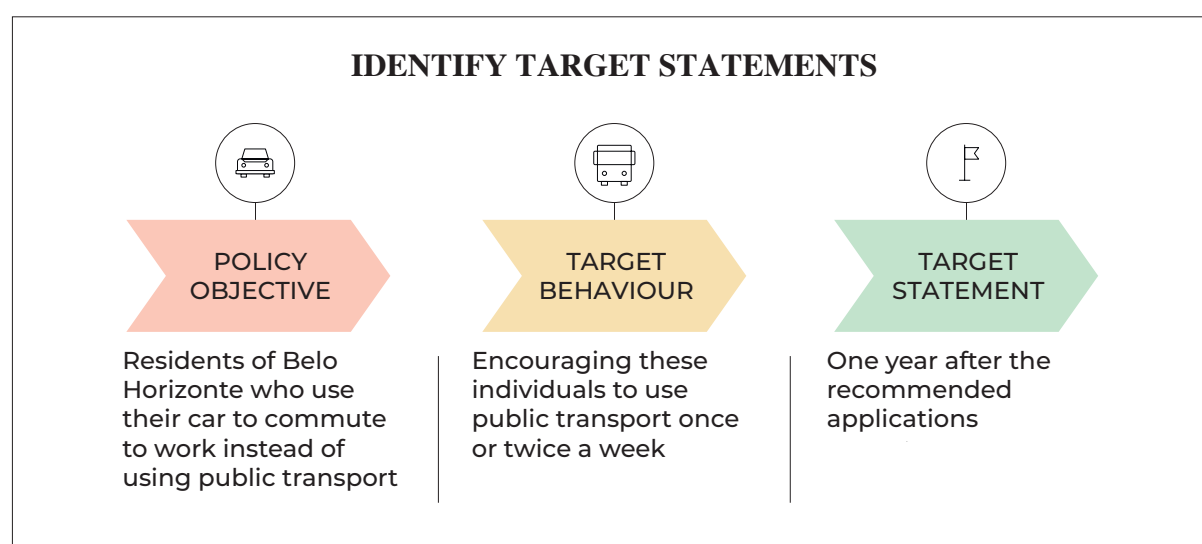 IDENTIFY TARGET STATEMENTS
POLICY
OBJECTIVE
Residents of Belo
Horizonte who use
their car to commute
to work instead of
using public transport
TARGET
BEHAVIOUR
Encouraging these
individuals to use
public transport once
or twice a week
TARGET
STATEMENT
One year after the
recommended
applications